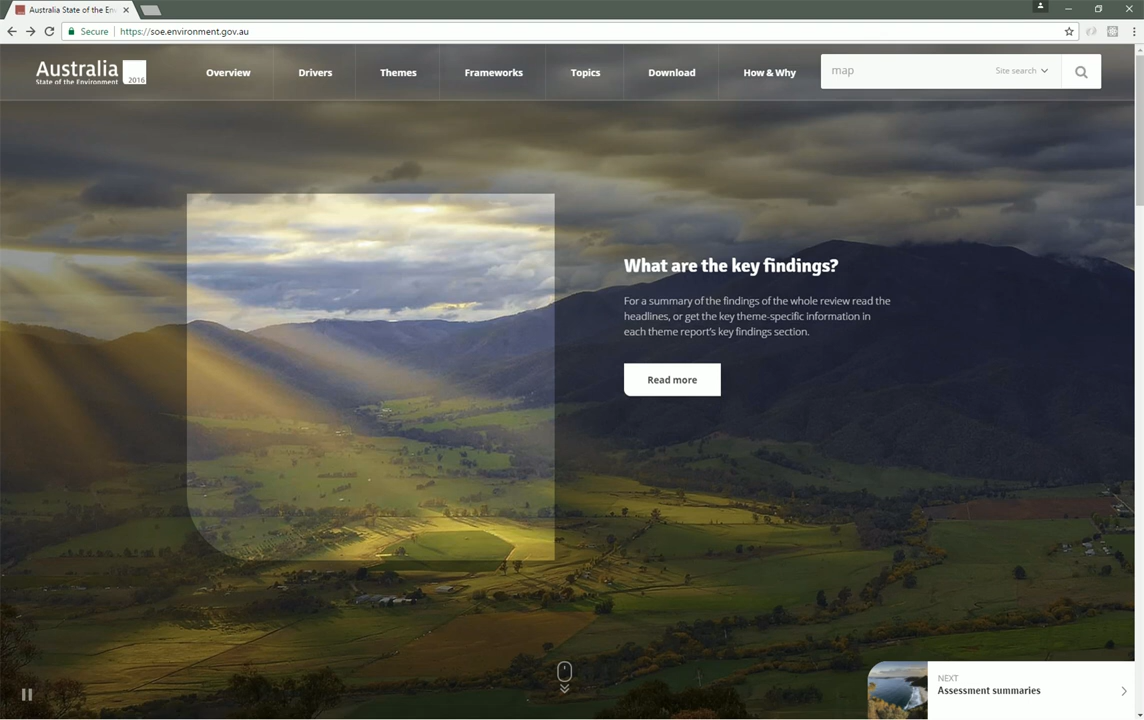 Australia State of the En
Secure https://soe.environment.gov.au
Australia
State of the Environment 2016
Overview Drivers Themes Frameworks Topics Download How & Why map Site search
What are the key findings?
For a summary of the findings of the whole review read the
headlines, or get the key theme-specific information in
each theme report's key findings section.
Read more
NEXT
Assessment summaries